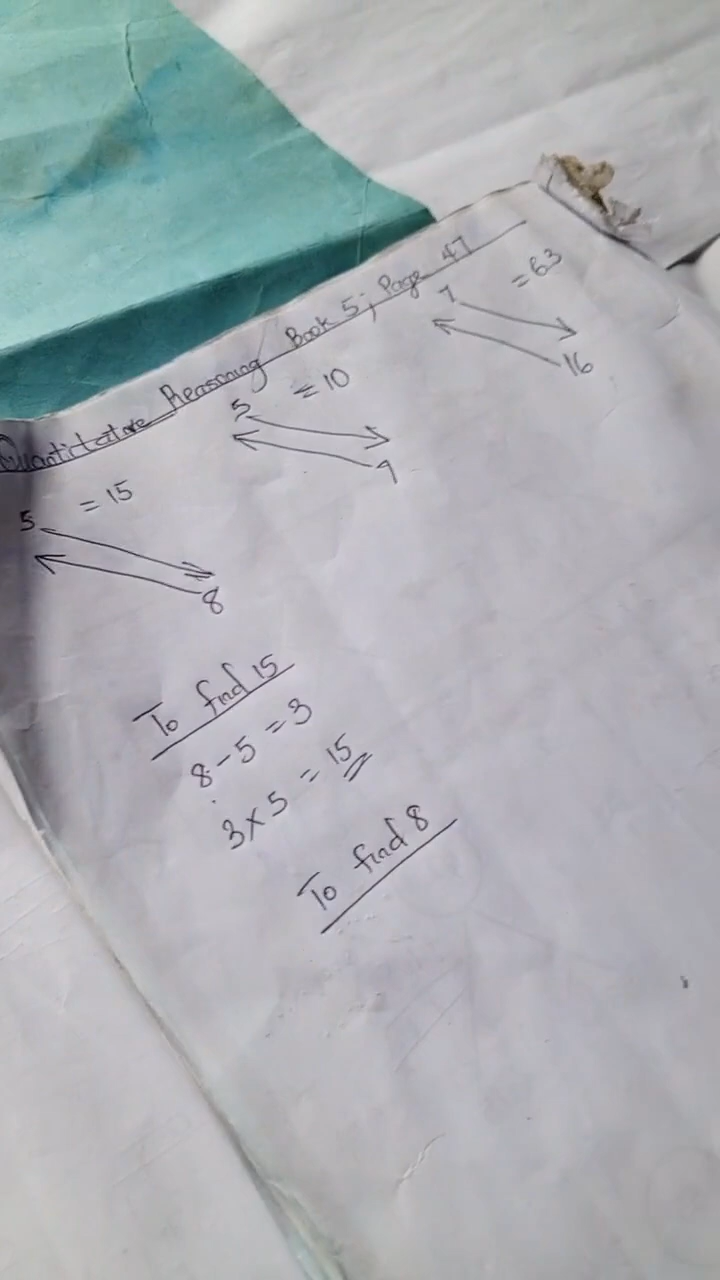 Quantitative Reasoning Book 5; Page 47
5 = 15
8
5 = 10
7
7 = 63
16
To find 15
8 - 5 = 3
3 x 5 = 15
To find 8